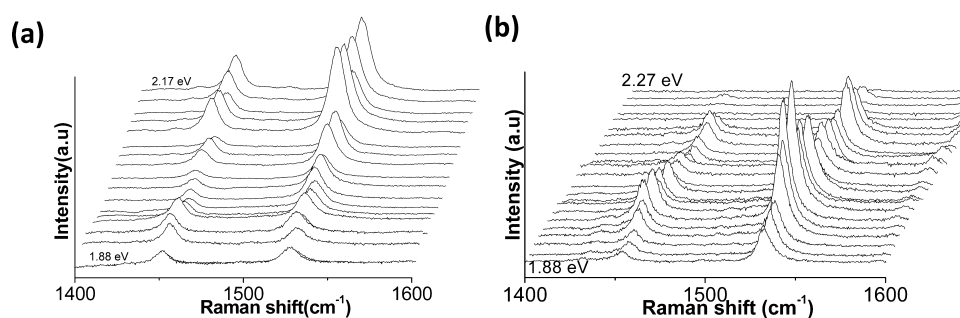 (a)
2.17 eV
Intensity(a.u)
1.88 eV
1400 1500 1600
Raman shift(cm-1)
(b)
2.27 eV
Intensity (a.u)
1.88 eV
1400 1500 1600
Raman shift (cm-1)